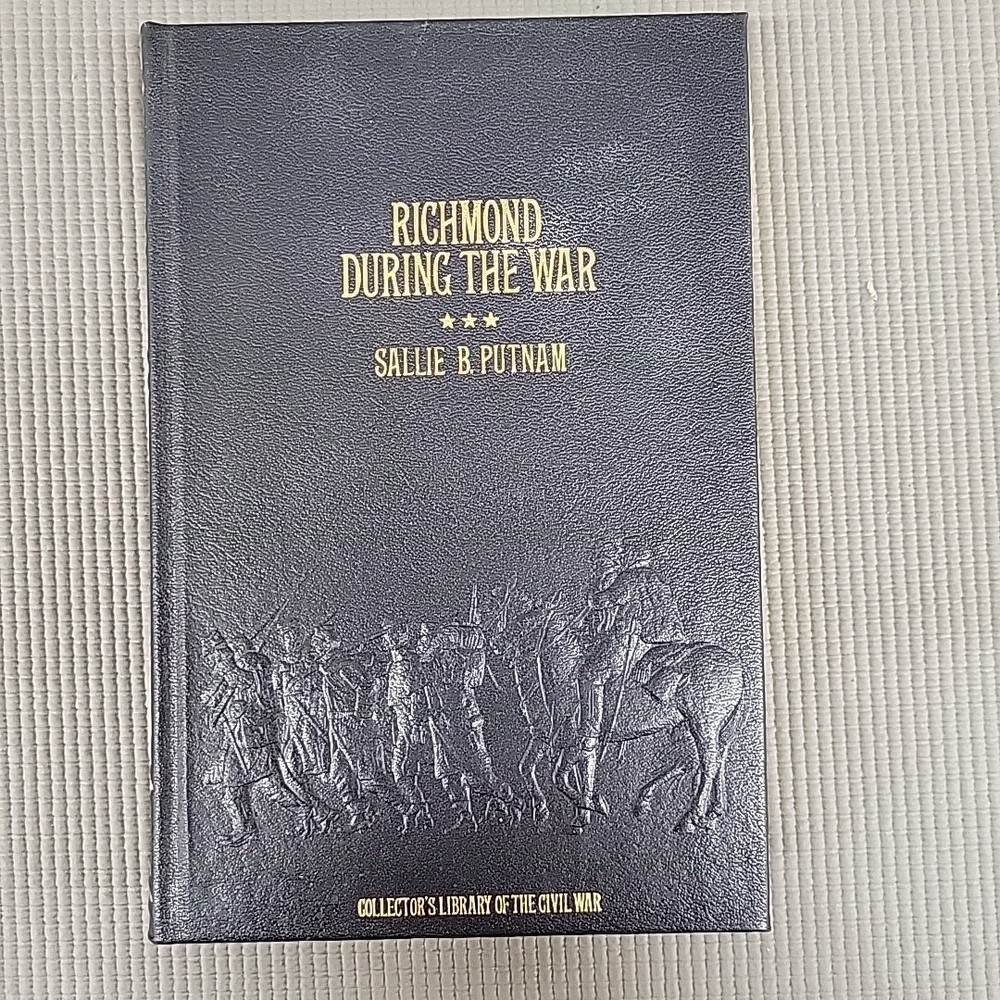 RICHMOND
DURING THE WAR
★★★
SALLIE B. PUTNAM
COLLECTOR'S LIBRARY OF THE CIVIL WAR